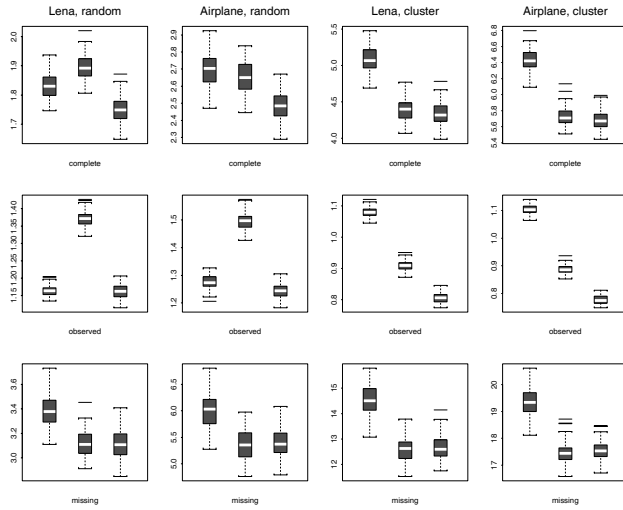 Lena, random Airplane, random Lena, cluster Airplane, cluster
1.7 1.8 1.9 2.0
2.3 2.4 2.5 2.6 2.7 2.8 2.9
4.0 4.5 5.0 5.5
5.4 5.6 5.8 6.0 6.2 6.4 6.6 6.8
complete complete complete complete
1.15 1.20 1.25 1.30 1.35 1.40
1.2 1.3 1.4 1.5
0.8 0.9 1.0 1.1
0.8 0.9 1.0 1.1
observed observed observed observed
3.0 3.2 3.4 3.6
5.0 5.5 6.0 6.5
12 13 14 15
17 18 19 20
missing missing missing missing